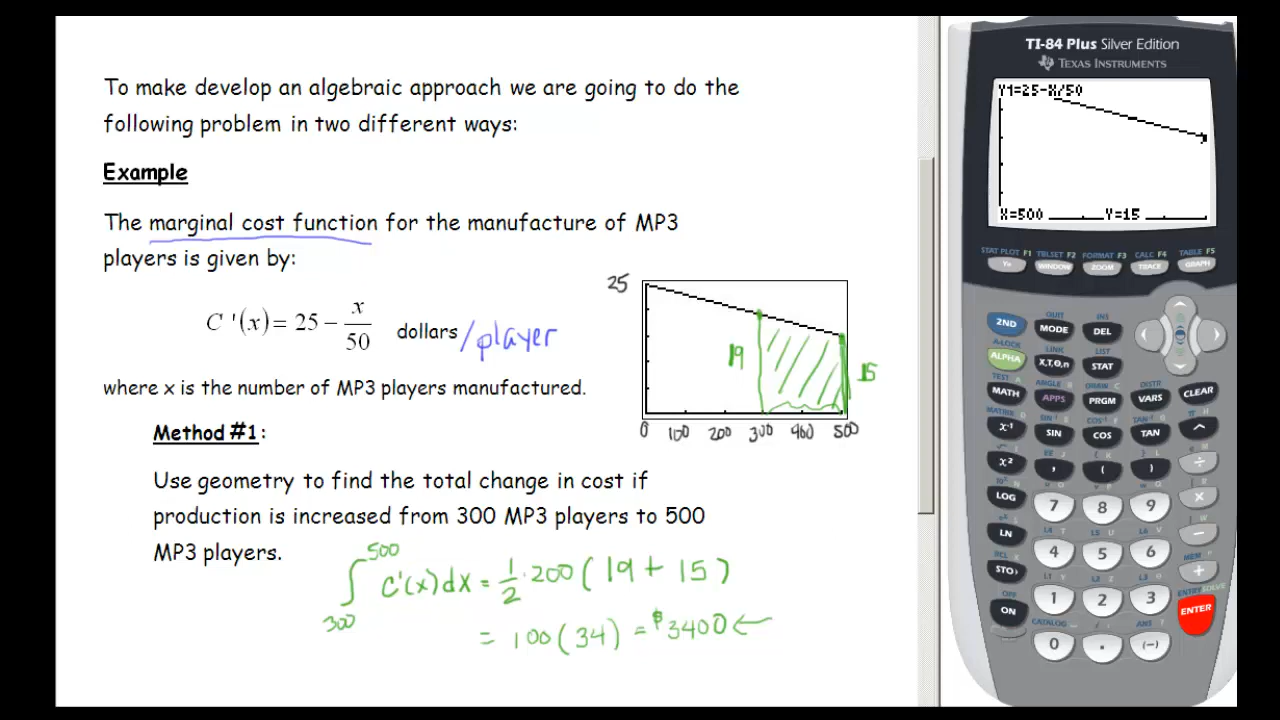 To make develop an algebraic approach we are going to do the
following problem in two different ways:
Example
The marginal cost function for the manufacture of MP3
players is given by:
C '(x) = 25 − x/50 dollars /player
where x is the number of MP3 players manufactured.
25
19
15
0 100 200 300 400 500
Method #1:
Use geometry to find the total change in cost if
production is increased from 300 MP3 players to 500
MP3 players.
∫₃₀₀⁵⁰⁰ C'(x)dx = 1/2 · 200 ( 19 + 15 )
= 100 ( 34 ) = $3400 ←
TI-84 Plus Silver Edition
TEXAS INSTRUMENTS
Y1=25-X/50
X=500 Y=15
STAT PLOT F1 TBLSET F2 FORMAT F3 CALC F4 TABLE F5
Y= WINDOW ZOOM TRACE GRAPH
QUIT INS
2ND MODE DEL
A-LOCK LINK LIST
ALPHA X,T,Θ,n STAT
TEST A ANGLE B DRAW C DISTR
MATH APPS PRGM VARS CLEAR
MATRIX D SIN⁻¹ E COS⁻¹ F TAN⁻¹ G π H
x⁻¹ SIN COS TAN ^
x² , ( ) ÷
LOG 7 8 9 ×
LN 4 5 6 −
RCL X L1 Y L2 Z L3
STO› 1 2 3 +
OFF CATALOG ANS ? ENTRY SOLVE
ON 0 . (−) ENTER